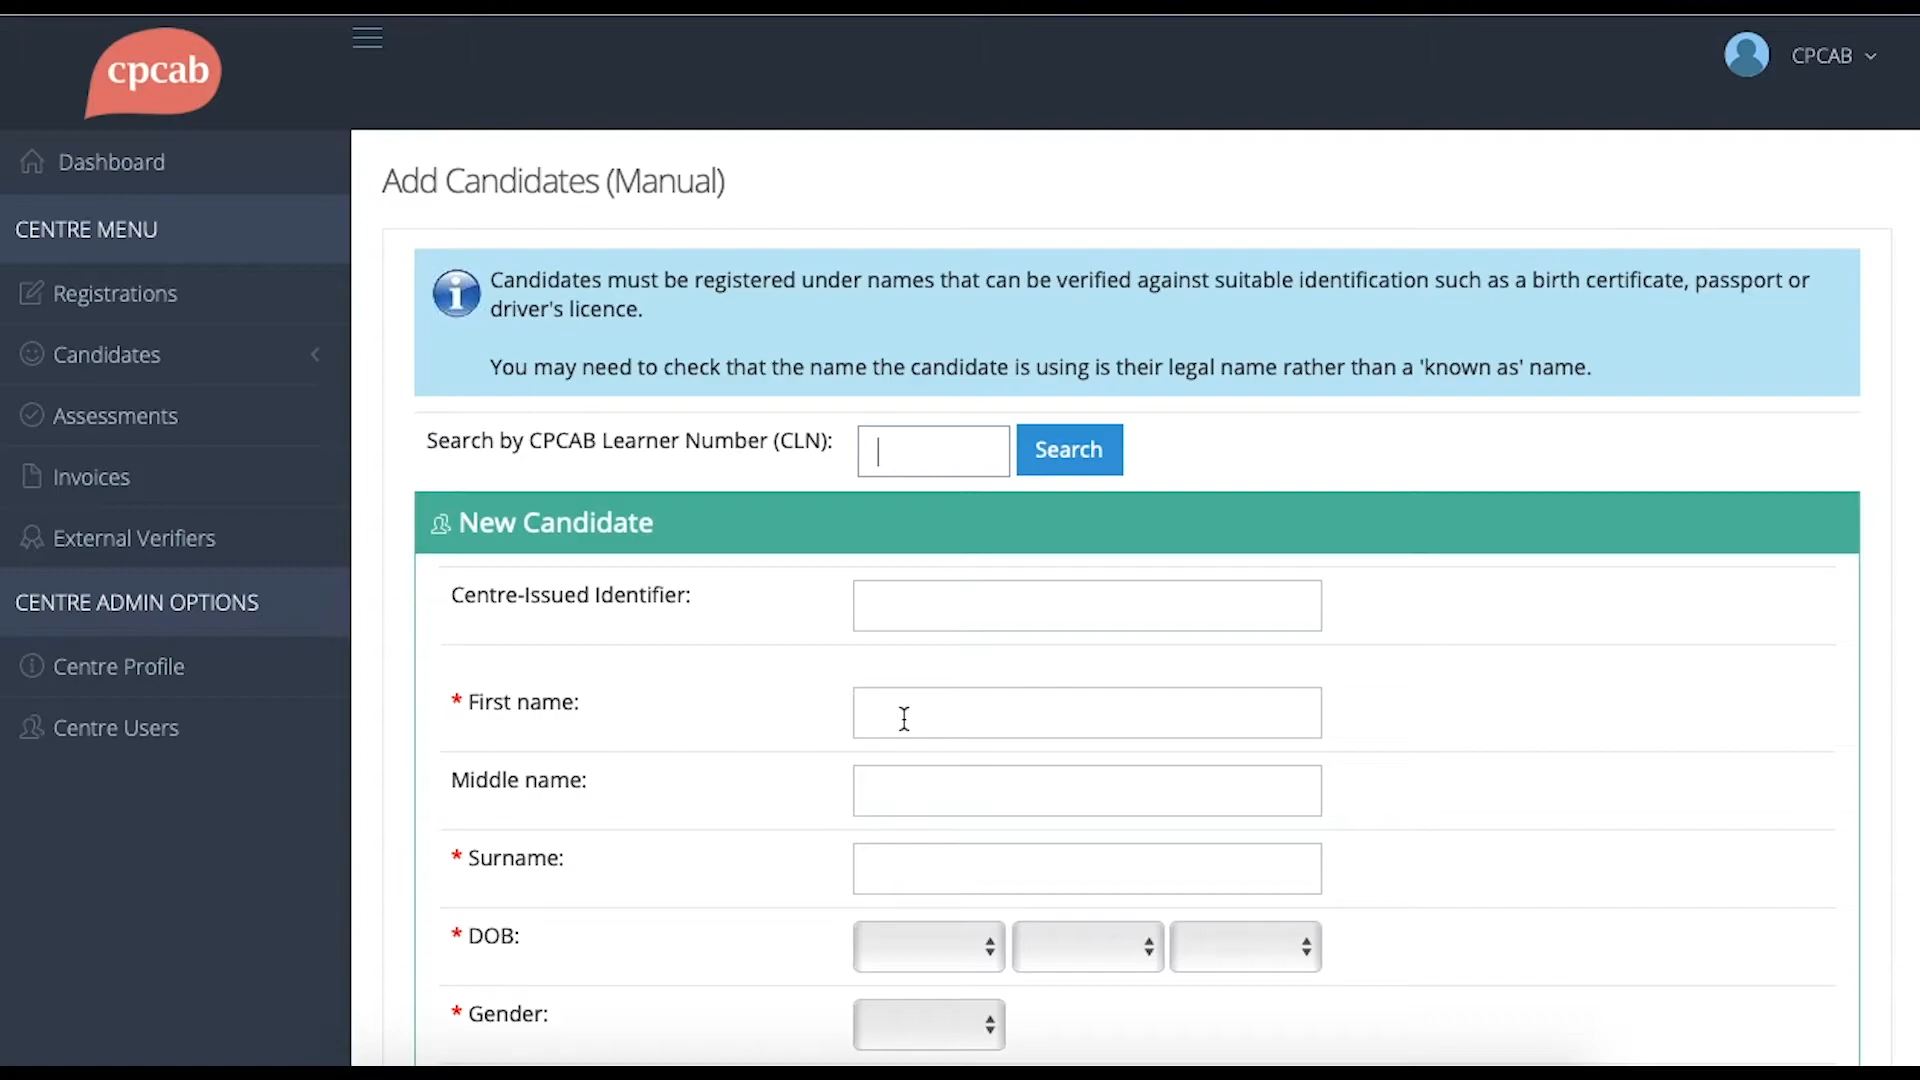 cpcab
CPCAB
Dashboard
CENTRE MENU
Registrations
Candidates
Assessments
Invoices
External Verifiers
CENTRE ADMIN OPTIONS
Centre Profile
Centre Users
Add Candidates (Manual)
Candidates must be registered under names that can be verified against suitable identification such as a birth certificate, passport or
driver's licence.
You may need to check that the name the candidate is using is their legal name rather than a 'known as' name.
Search by CPCAB Learner Number (CLN):
Search
New Candidate
Centre-Issued Identifier:
* First name:
Middle name:
* Surname:
* DOB:
* Gender: